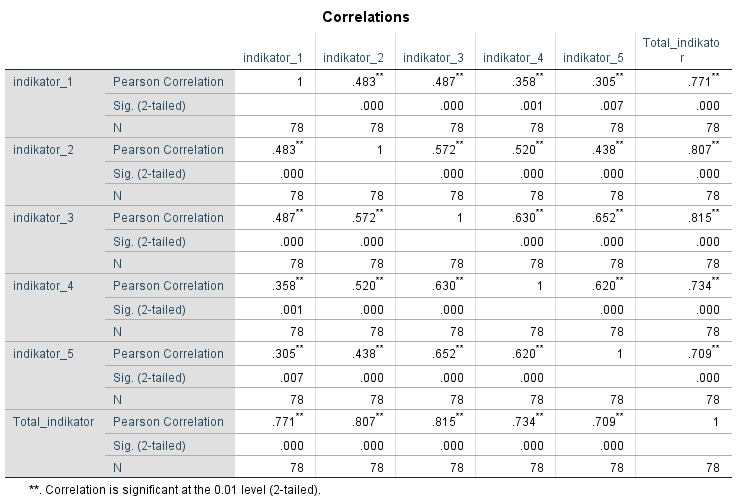 Correlations
indikator_1 indikator_2 indikator_3 indikator_4 indikator_5 Total_indikato
r
indikator_1 Pearson Correlation 1 .483** .487** .358** .305** .771**
Sig. (2-tailed) .000 .000 .001 .007 .000
N 78 78 78 78 78 78
indikator_2 Pearson Correlation .483** 1 .572** .520** .438** .807**
Sig. (2-tailed) .000 .000 .000 .000 .000
N 78 78 78 78 78 78
indikator_3 Pearson Correlation .487** .572** 1 .630** .652** .815**
Sig. (2-tailed) .000 .000 .000 .000 .000
N 78 78 78 78 78 78
indikator_4 Pearson Correlation .358** .520** .630** 1 .620** .734**
Sig. (2-tailed) .001 .000 .000 .000 .000
N 78 78 78 78 78 78
indikator_5 Pearson Correlation .305** .438** .652** .620** 1 .709**
Sig. (2-tailed) .007 .000 .000 .000 .000
N 78 78 78 78 78 78
Total_indikator Pearson Correlation .771** .807** .815** .734** .709** 1
Sig. (2-tailed) .000 .000 .000 .000 .000
N 78 78 78 78 78 78
**. Correlation is significant at the 0.01 level (2-tailed).